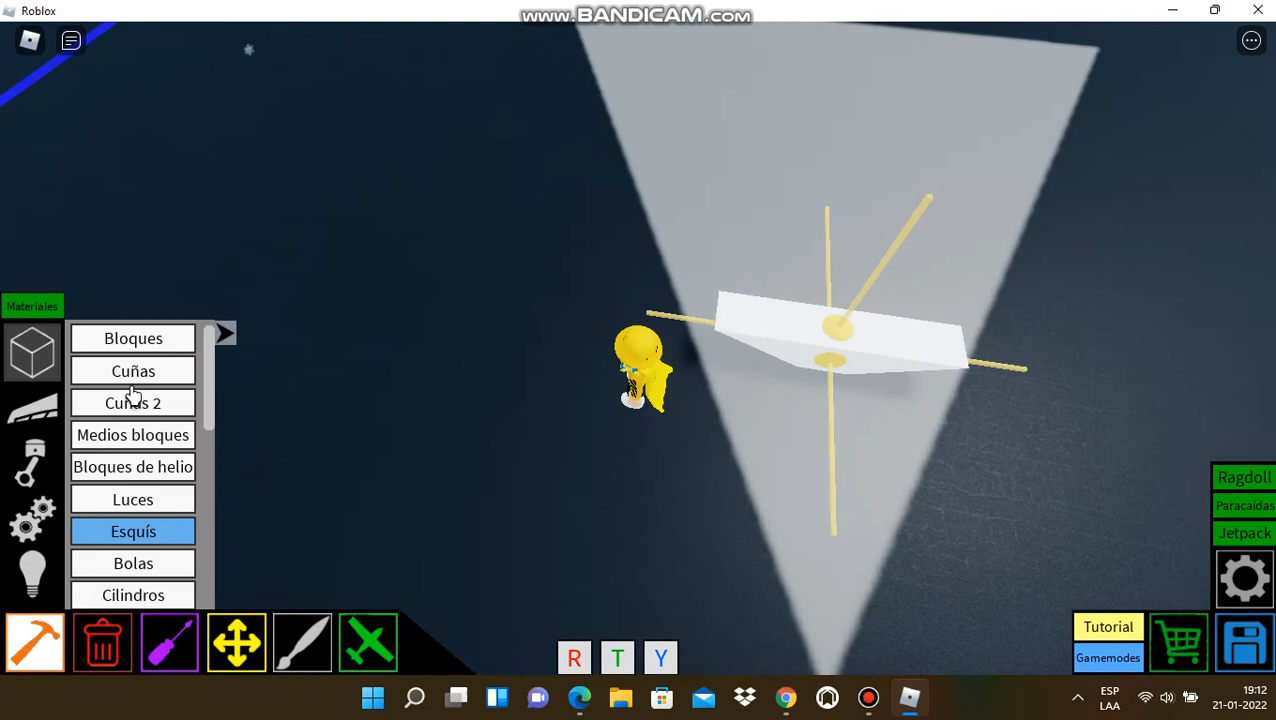 Roblox
www.BANDICAM.com
Materiales
Bloques
Cuñas
Cuñas 2
Medios bloques
Bloques de helio
Luces
Esquís
Bolas
Cilindros
Ragdoll
Paracaídas
Jetpack
Tutorial
Gamemodes
R T Y
ESP
LAA
19:12
21-01-2022